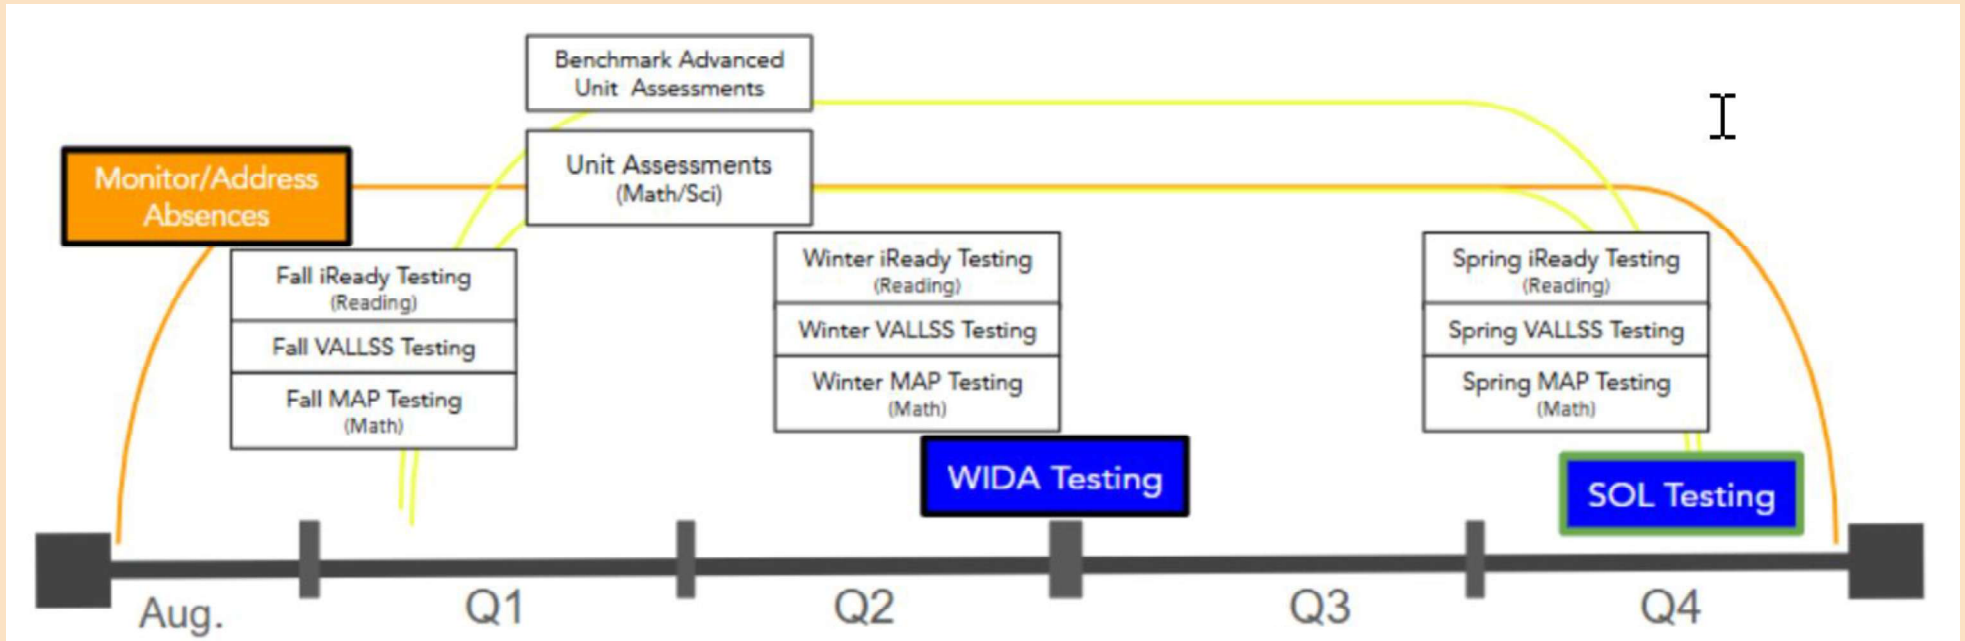 Benchmark Advanced
Unit Assessments
Monitor/Address
Absences
Unit Assessments
(Math/Sci)
Fall iReady Testing
(Reading)
Fall VALLSS Testing
Fall MAP Testing
(Math)
Winter iReady Testing
(Reading)
Winter VALLSS Testing
Winter MAP Testing
(Math)
Spring iReady Testing
(Reading)
Spring VALLSS Testing
Spring MAP Testing
(Math)
WIDA Testing
SOL Testing
Aug.
Q1
Q2
Q3
Q4